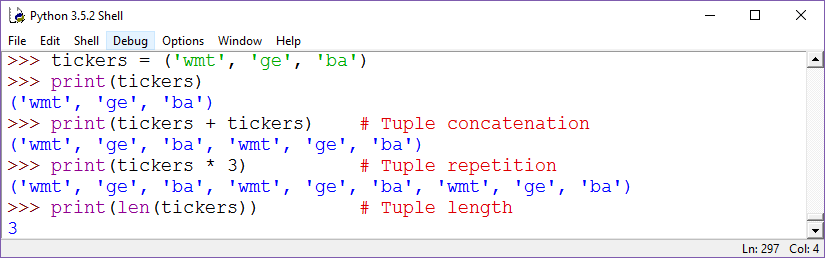 Python 3.5.2 Shell
File Edit Shell Debug Options Window Help
>>> tickers = ('wmt', 'ge', 'ba')
>>> print(tickers)
('wmt', 'ge', 'ba')
>>> print(tickers + tickers)    # Tuple concatenation
('wmt', 'ge', 'ba', 'wmt', 'ge', 'ba')
>>> print(tickers * 3)          # Tuple repetition
('wmt', 'ge', 'ba', 'wmt', 'ge', 'ba', 'wmt', 'ge', 'ba')
>>> print(len(tickers))         # Tuple length
3
Ln: 297 Col: 4